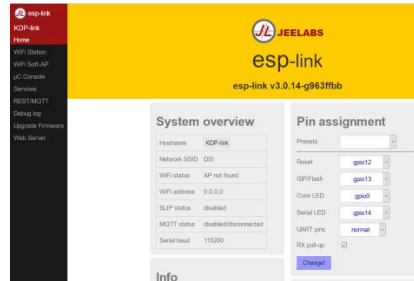 esp-link
KDP-link
Home
WiFi Station
WiFi Soft-AP
µC Console
Services
REST/MQTT
Debug log
Upgrade Firmware
Web Server
JL JEELABS
esp-link
esp-link v3.0.14-g963ffbb
System overview
Hostname KDP-link
Network SSID DSf
WiFi status AP not found
WiFi address 0.0.0.0
SLIP status disabled
MQTT status disabled/disconnected
Serial baud 115200
Info
Pin assignment
Presets
Reset gpio12
ISP/Flash gpio13
Conn LED gpio0
Serial LED gpio14
UART pins normal
RX pull-up
Change!